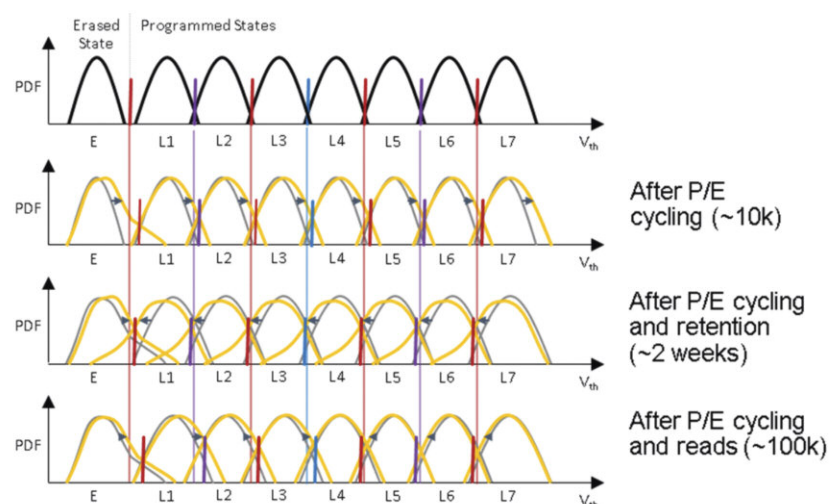 Erased State
Programmed States
PDF
E L1 L2 L3 L4 L5 L6 L7 Vth
PDF
E L1 L2 L3 L4 L5 L6 L7 Vth
After P/E
cycling (~10k)
PDF
E L1 L2 L3 L4 L5 L6 L7 Vth
After P/E cycling
and retention
(~2 weeks)
PDF
E L1 L2 L3 L4 L5 L6 L7 Vth
After P/E cycling
and reads (~100k)